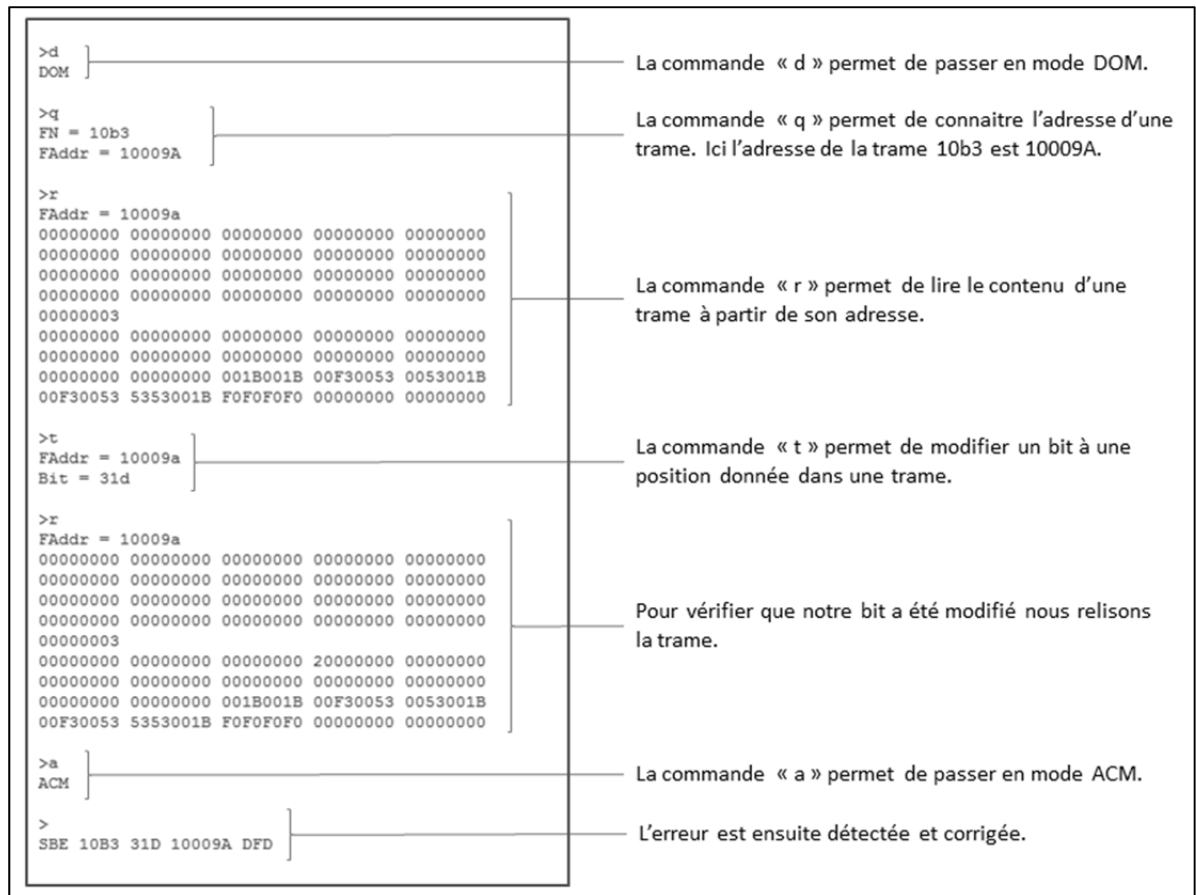 >d
DOM
La commande « d » permet de passer en mode DOM.
>q
FN = 10b3
FAddr = 10009A
La commande « q » permet de connaitre l'adresse d'une
trame. Ici l'adresse de la trame 10b3 est 10009A.
>r
FAddr = 10009a
00000000 00000000 00000000 00000000 00000000
00000000 00000000 00000000 00000000 00000000
00000000 00000000 00000000 00000000 00000000
00000000 00000000 00000000 00000000 00000000
00000003
00000000 00000000 00000000 00000000 00000000
00000000 00000000 00000000 00000000 00000000
00000000 00000000 001B001B 00F30053 0053001B
00F30053 5353001B F0F0F0F0 00000000 00000000
La commande « r » permet de lire le contenu d'une
trame à partir de son adresse.
>t
FAddr = 10009a
Bit = 31d
La commande « t » permet de modifier un bit à une
position donnée dans une trame.
>r
FAddr = 10009a
00000000 00000000 00000000 00000000 00000000
00000000 00000000 00000000 00000000 00000000
00000000 00000000 00000000 00000000 00000000
00000000 00000000 00000000 00000000 00000000
00000003
00000000 00000000 00000000 20000000 00000000
00000000 00000000 00000000 00000000 00000000
00000000 00000000 001B001B 00F30053 0053001B
00F30053 5353001B F0F0F0F0 00000000 00000000
Pour vérifier que notre bit a été modifié nous relisons
la trame.
>a
ACM
La commande « a » permet de passer en mode ACM.
>
SBE 10B3 31D 10009A DFD
L'erreur est ensuite détectée et corrigée.